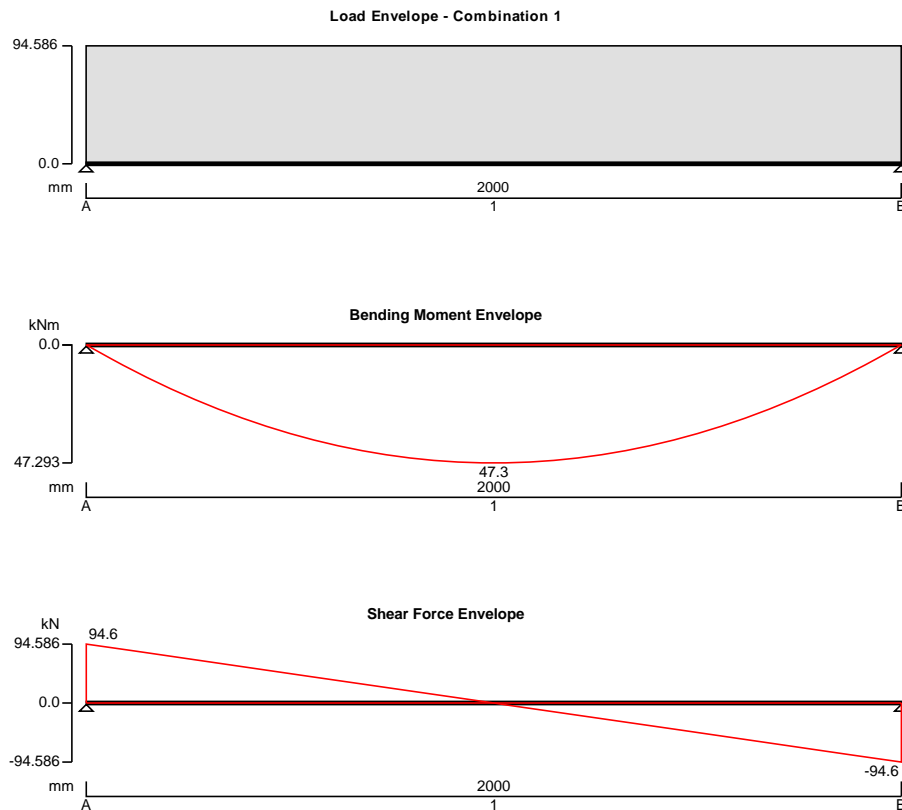 Load Envelope - Combination 1
94.586
0.0
mm
2000
A
1
Bending Moment Envelope
kNm
0.0
47.293
47.3
mm
2000
A
1
Shear Force Envelope
kN
94.586
94.6
0.0
-94.586
-94.6
mm
2000
A
1